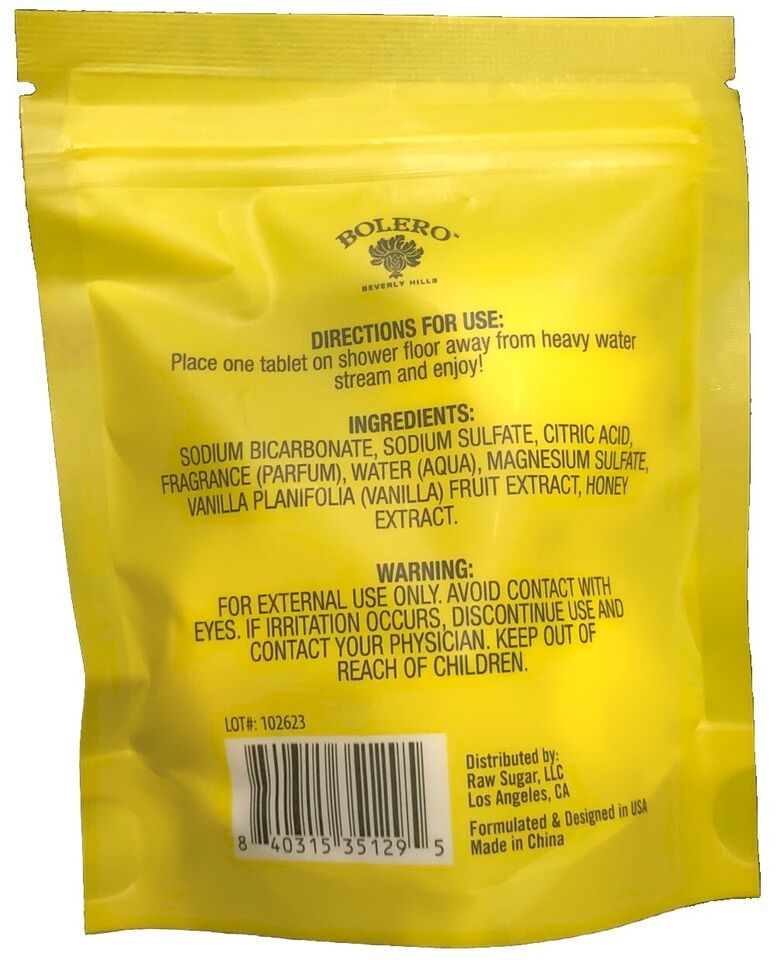 BOLERO™
BEVERLY HILLS
DIRECTIONS FOR USE:
Place one tablet on shower floor away from heavy water
stream and enjoy!
INGREDIENTS:
SODIUM BICARBONATE, SODIUM SULFATE, CITRIC ACID,
FRAGRANCE (PARFUM), WATER (AQUA), MAGNESIUM SULFATE,
VANILLA PLANIFOLIA (VANILLA) FRUIT EXTRACT, HONEY
EXTRACT.
WARNING:
FOR EXTERNAL USE ONLY. AVOID CONTACT WITH
EYES. IF IRRITATION OCCURS, DISCONTINUE USE AND
CONTACT YOUR PHYSICIAN. KEEP OUT OF
REACH OF CHILDREN.
LOT#: 102623
8 40315 35129 5
Distributed by:
Raw Sugar, LLC
Los Angeles, CA
Formulated & Designed in USA
Made in China